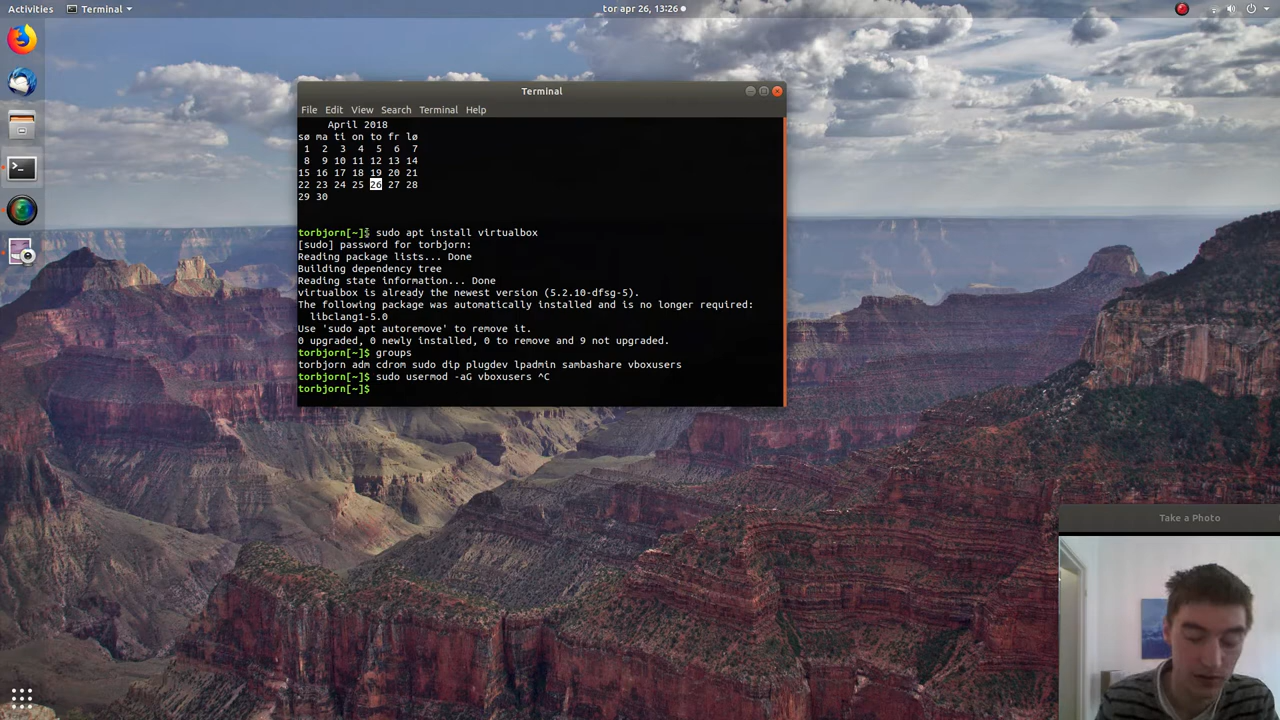 Activities
Terminal
tor apr 26, 13:26
Terminal
File Edit View Search Terminal Help
April 2018
sø ma ti on to fr lø
1 2 3 4 5 6 7
8 9 10 11 12 13 14
15 16 17 18 19 20 21
22 23 24 25 26 27 28
29 30
torbjorn[~]$ sudo apt install virtualbox
[sudo] password for torbjorn:
Reading package lists... Done
Building dependency tree
Reading state information... Done
virtualbox is already the newest version (5.2.10-dfsg-5).
The following package was automatically installed and is no longer required:
libclang1-5.0
Use 'sudo apt autoremove' to remove it.
0 upgraded, 0 newly installed, 0 to remove and 9 not upgraded.
torbjorn[~]$ groups
torbjorn adm cdrom sudo dip plugdev lpadmin sambashare vboxusers
torbjorn[~]$ sudo usermod -aG vboxusers ^C
torbjorn[~]$
Take a Photo